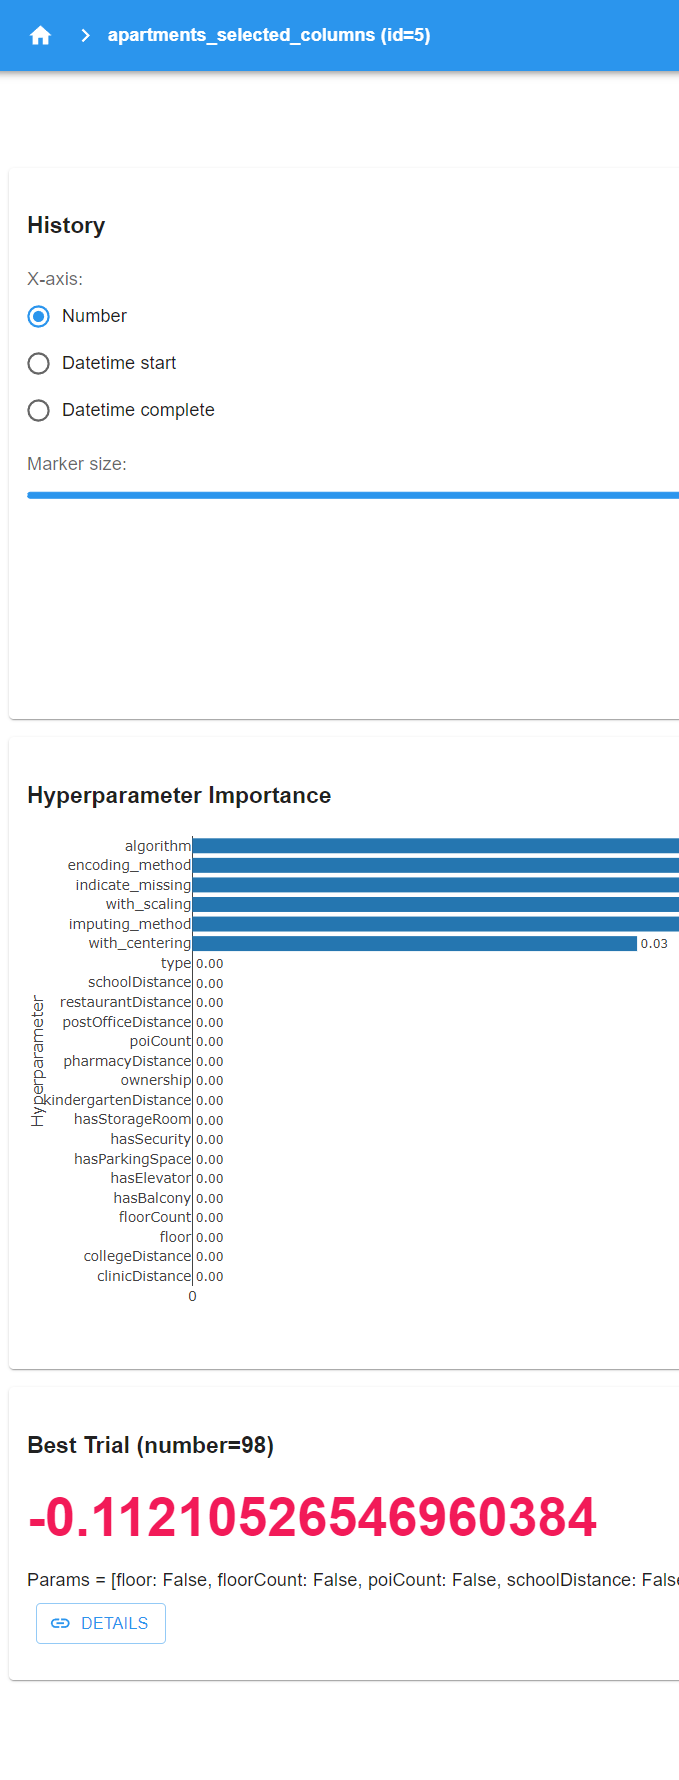 apartments_selected_columns (id=5)
History
X-axis:
Number
Datetime start
Datetime complete
Marker size:
Hyperparameter Importance
Hyperparameter
algorithm
encoding_method
indicate_missing
with_scaling
imputing_method
with_centering 0.03
type 0.00
schoolDistance 0.00
restaurantDistance 0.00
postOfficeDistance 0.00
poiCount 0.00
pharmacyDistance 0.00
ownership 0.00
kindergartenDistance 0.00
hasStorageRoom 0.00
hasSecurity 0.00
hasParkingSpace 0.00
hasElevator 0.00
hasBalcony 0.00
floorCount 0.00
floor 0.00
collegeDistance 0.00
clinicDistance 0.00
0
Best Trial (number=98)
-0.11210526546960384
Params = [floor: False, floorCount: False, poiCount: False, schoolDistance: False
DETAILS